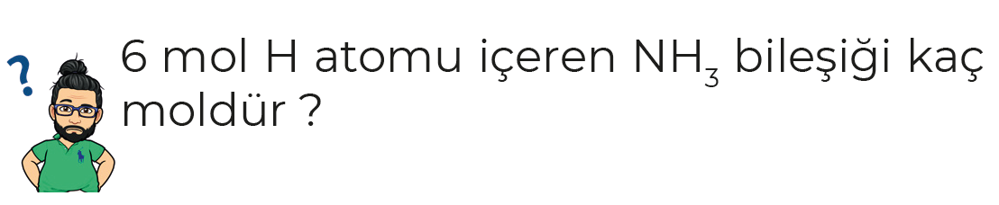 ?
6 mol H atomu içeren NH₃ bileşiği kaç
moldür ?